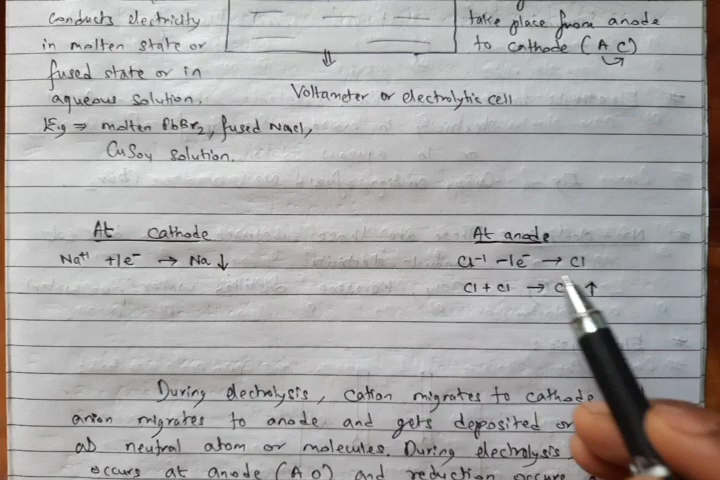 conducts electricity
in molten state or
fused state or in
aqueous solution.
E.g ⇒ molten PbBr2, fused NaCl,
CuSO4 solution.
take place from anode
to cathode (A C)
⇓
Voltameter or electrolytic cell
At cathode
Na+1 +1e- → Na ↓
At anode
Cl-1 -1e- → Cl
Cl + Cl → ↑
During electrolysis, cation migrates to cathode
anion migrates to anode and gets deposited or
as neutral atom or molecules. During electrolysis
occurs at anode (AO) and reduction occurs